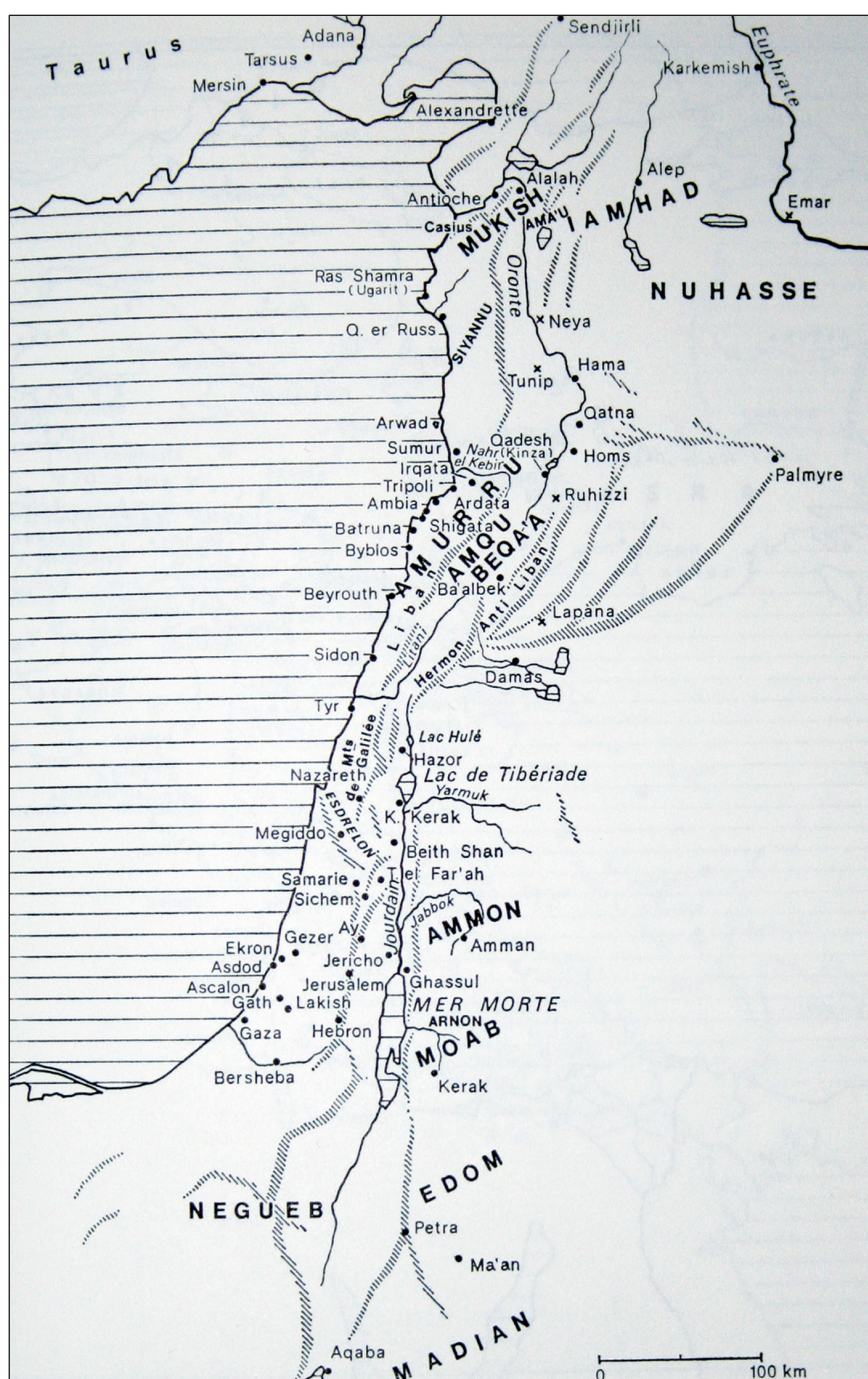 Taurus
Adana
Tarsus
Mersin
Sendjirli
Karkemish
Euphrate
Alexandrette
Antioche
Alalah
Alep
Emar
Casius
MUKISH
AMA'U
IAMHAD
Ras Shamra
(Ugarit)
Oronte
NUHASSE
Q. er Russ
SIYANNU
Neya
Tunip
Hama
Arwad
Qatna
Sumur
Nahr
el Kebir
Qadesh
(Kinza)
Homs
Palmyre
Irqata
Tripoli
Ardata
Ruhizzi
Ambia
Shigata
Batruna
Byblos
AMURRU
AMQU
BEQA'A
Beyrouth
Liban
Ba'albek
Anti Liban
Lapana
Litani
Sidon
Hermon
Damas
Tyr
Lac Hulé
Mts
de Galilée
Hazor
Nazareth
Lac de Tibériade
Yarmuk
ESDRELON
K. Kerak
Megiddo
Beith Shan
Samarie
T. el Far'ah
Sichem
Jourdain
Jabbok
AMMON
Ay
Amman
Ekron
Gezer
Asdod
Jericho
Ascalon
Jerusalem
Ghassul
Gath
Lakish
MER MORTE
Gaza
Hebron
ARNON
MOAB
Bersheba
Kerak
EDOM
NEGUEB
Petra
Ma'an
Aqaba
MADIAN
0 100 km